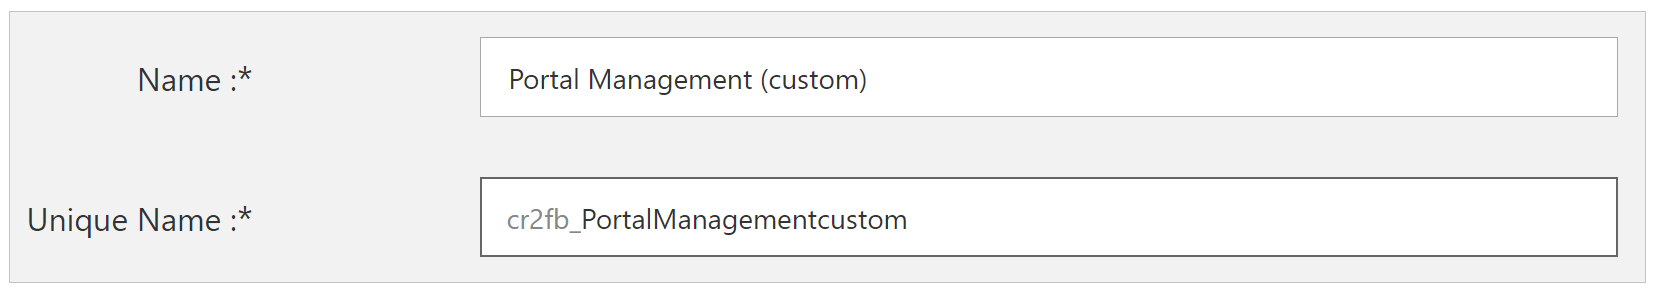 Name :* Portal Management (custom)
Unique Name :* cr2fb_PortalManagementcustom